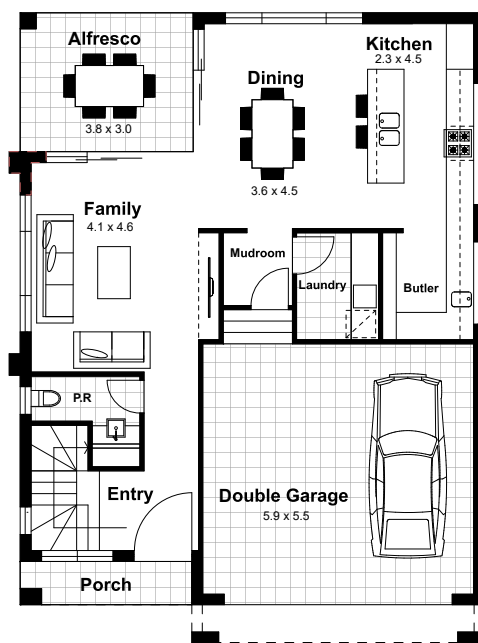 Alfresco
3.8 x 3.0
Kitchen
2.3 x 4.5
Dining
3.6 x 4.5
Family
4.1 x 4.6
Mudroom
Laundry
Butler
P.R
Entry
Double Garage
5.9 x 5.5
Porch